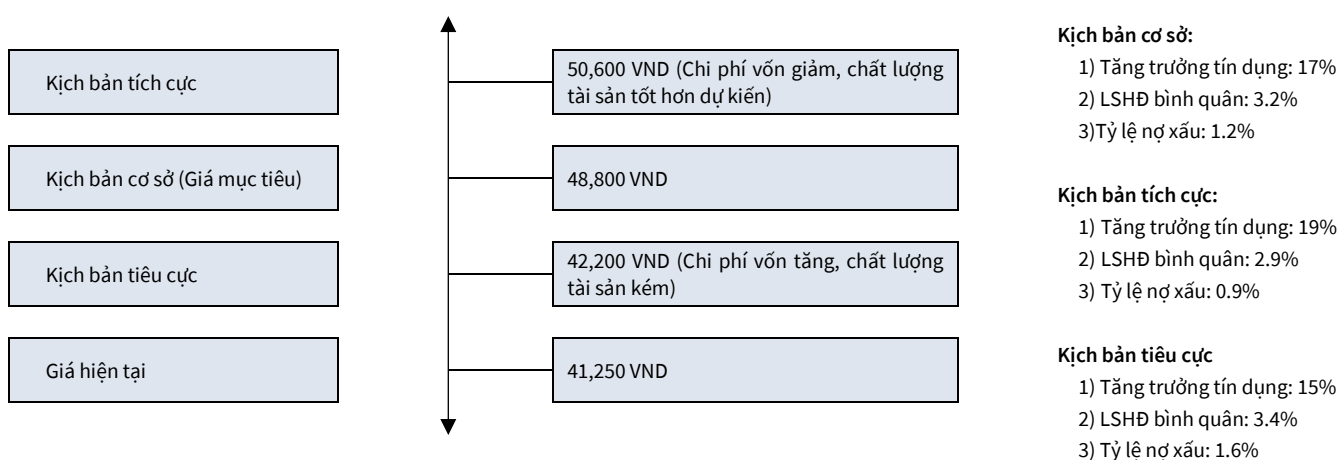 Kịch bản tích cực
50,600 VND (Chi phí vốn giảm, chất lượng
tài sản tốt hơn dự kiến)
Kịch bản cơ sở (Giá mục tiêu)
48,800 VND
Kịch bản tiêu cực
42,200 VND (Chi phí vốn tăng, chất lượng
tài sản kém)
Giá hiện tại
41,250 VND
Kịch bản cơ sở:
1) Tăng trưởng tín dụng: 17%
2) LSHĐ bình quân: 3.2%
3)Tỷ lệ nợ xấu: 1.2%
Kịch bản tích cực:
1) Tăng trưởng tín dụng: 19%
2) LSHĐ bình quân: 2.9%
3) Tỷ lệ nợ xấu: 0.9%
Kịch bản tiêu cực
1) Tăng trưởng tín dụng: 15%
2) LSHĐ bình quân: 3.4%
3) Tỷ lệ nợ xấu: 1.6%